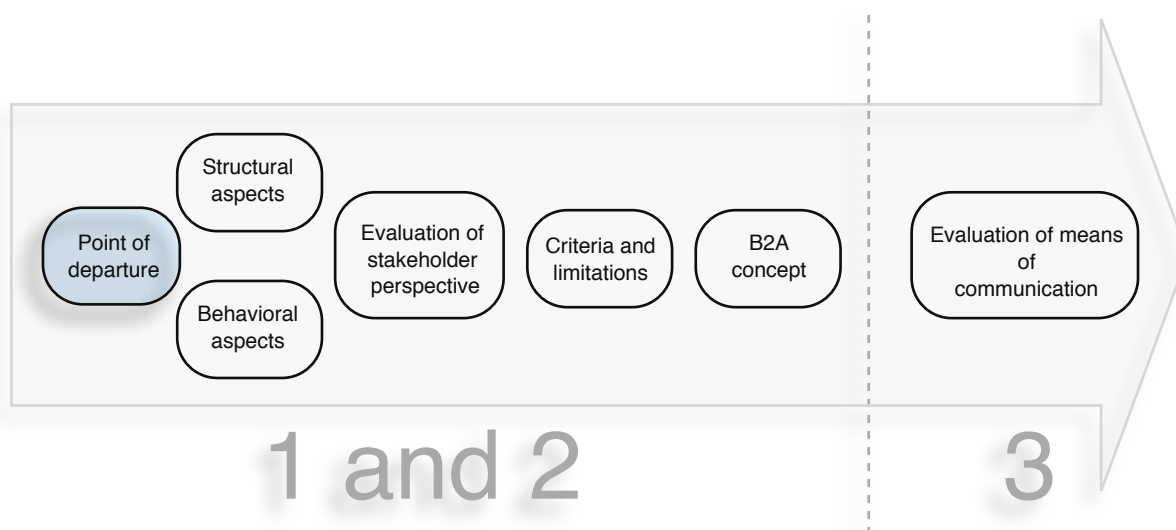 Point of
departure
Structural
aspects
Behavioral
aspects
Evaluation of
stakeholder
perspective
Criteria and
limitations
B2A
concept
Evaluation of means
of
communication
1 and 2
3